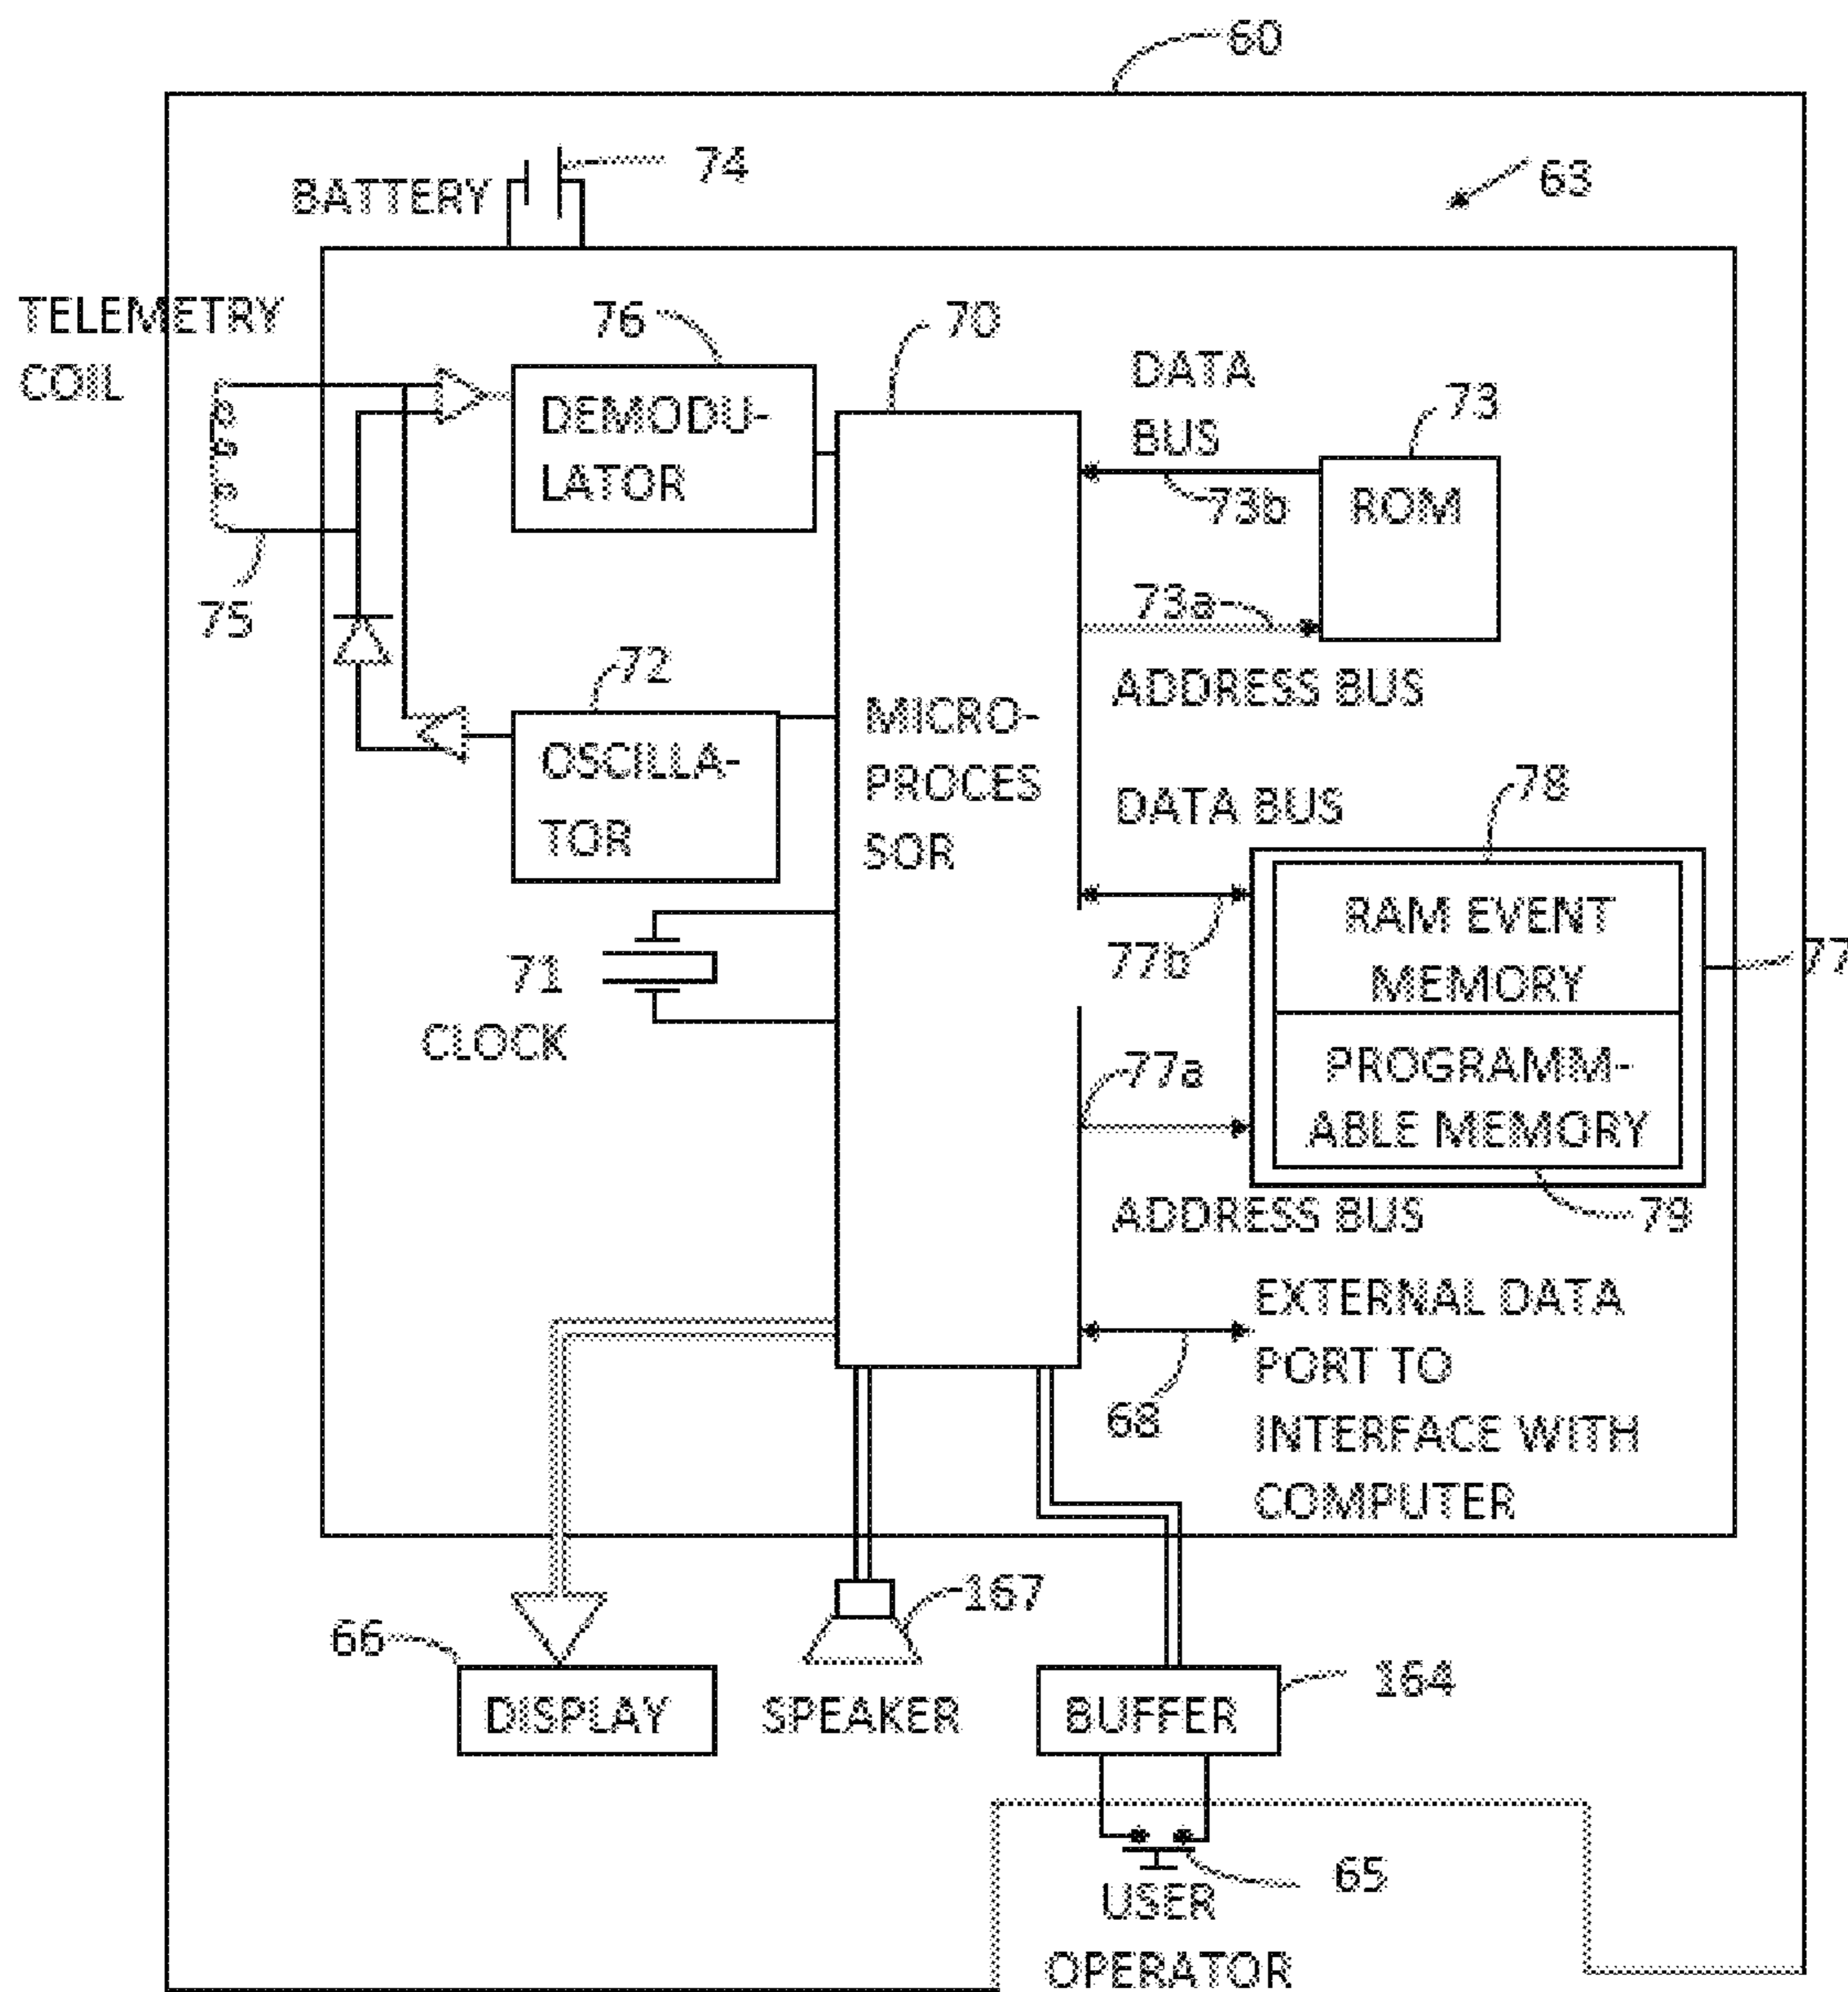 60
74
BATTERY
63
TELEMETRY
COIL
76
70
DEMODU-
LATOR
DATA
BUS
73
73b
ROM
75
73a
72
ADDRESS BUS
OSCILLA-
TOR
MICRO-
PROCES
SOR
DATA BUS
78
RAM EVENT
MEMORY
77b
77
71
CLOCK
77a
PROGRAMM-
ABLE MEMORY
ADDRESS BUS
79
EXTERNAL DATA
PORT TO
INTERFACE WITH
COMPUTER
68
66
DISPLAY
167
SPEAKER
164
BUFFER
65
USER
OPERATOR